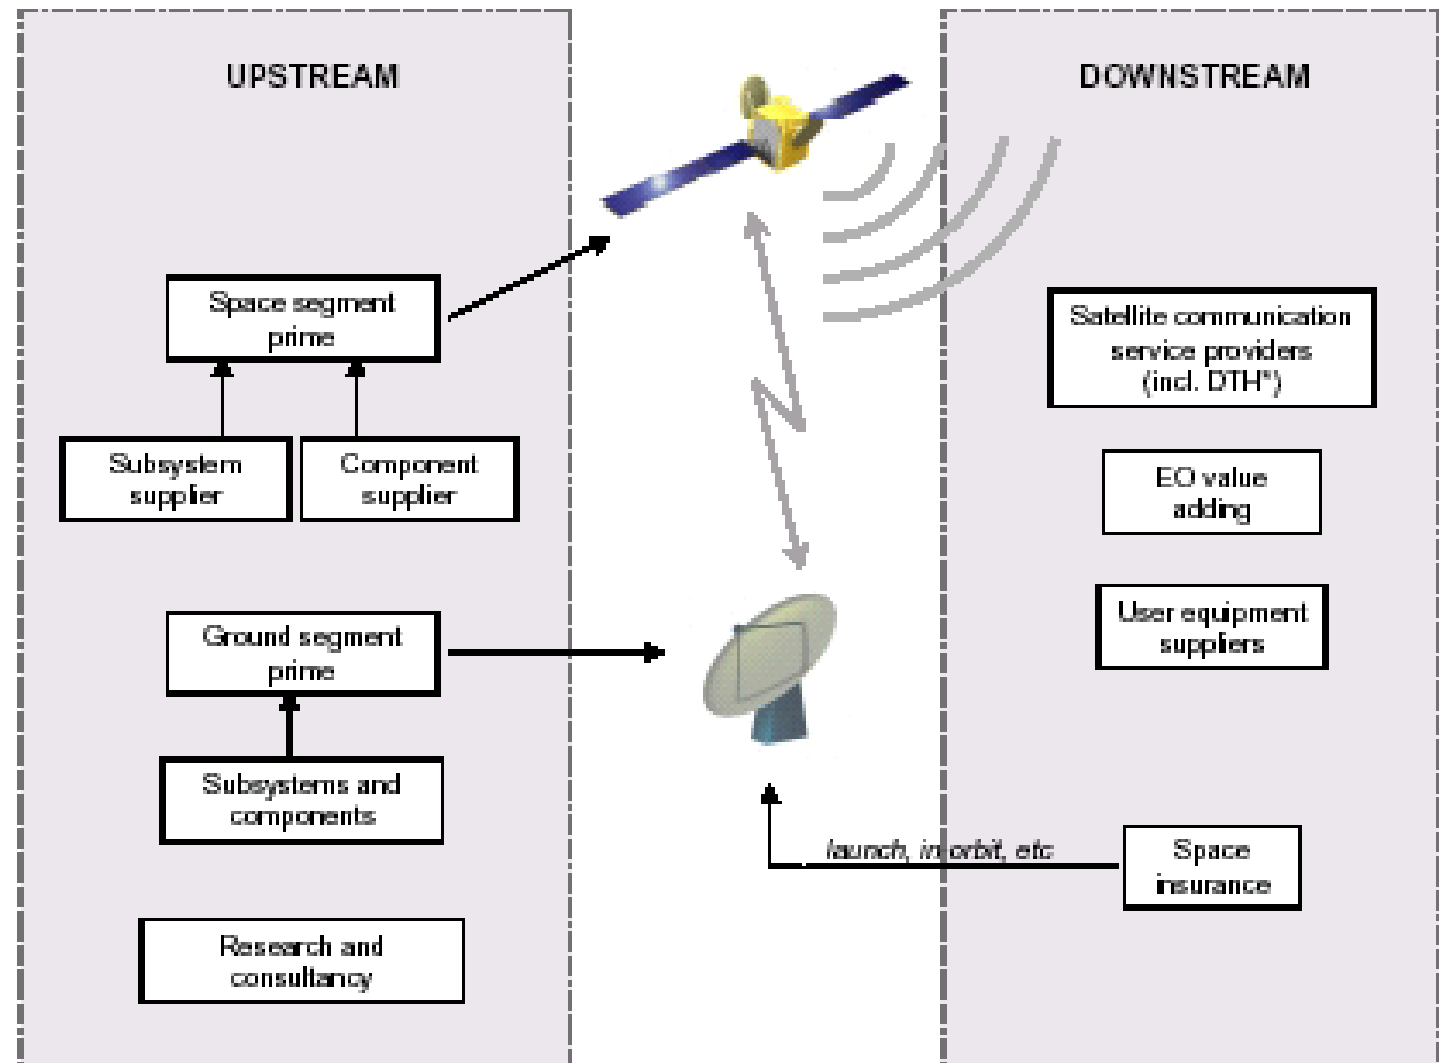 UPSTREAM
Space segment
prime
Subsystem
supplier
Component
supplier
Ground segment
prime
Subsystems and
components
Research and
consultancy
DOWNSTREAM
Satellite communication
service providers
(incl. DTH*)
EO value
adding
User equipment
suppliers
launch, in-orbit, etc
Space
insurance